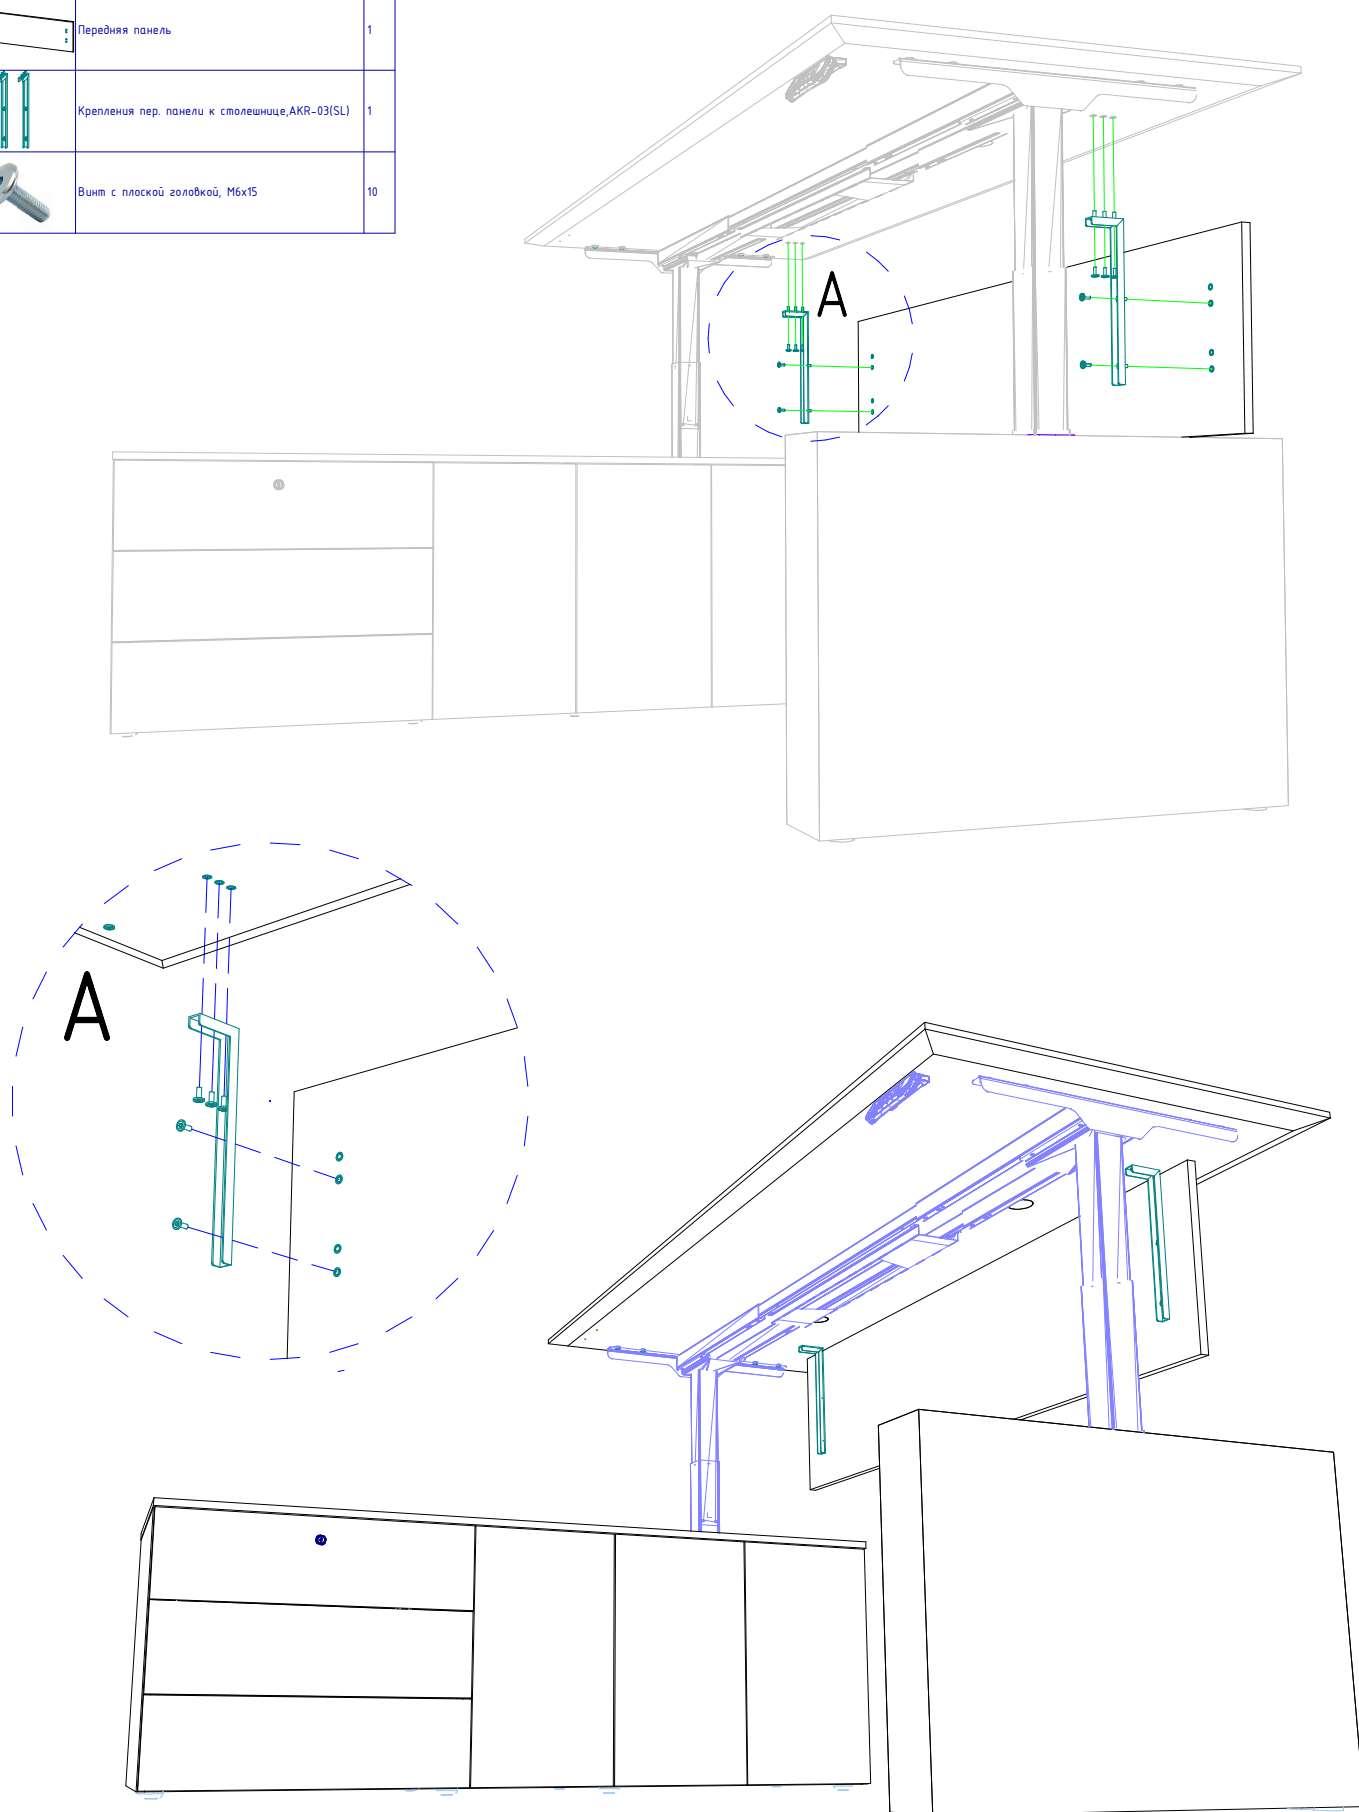 Передняя панель 1
Крепления пер. панели к столешнице,AKR-03(SL) 1
Винт с плоской головкой, М6х15 10
A
A